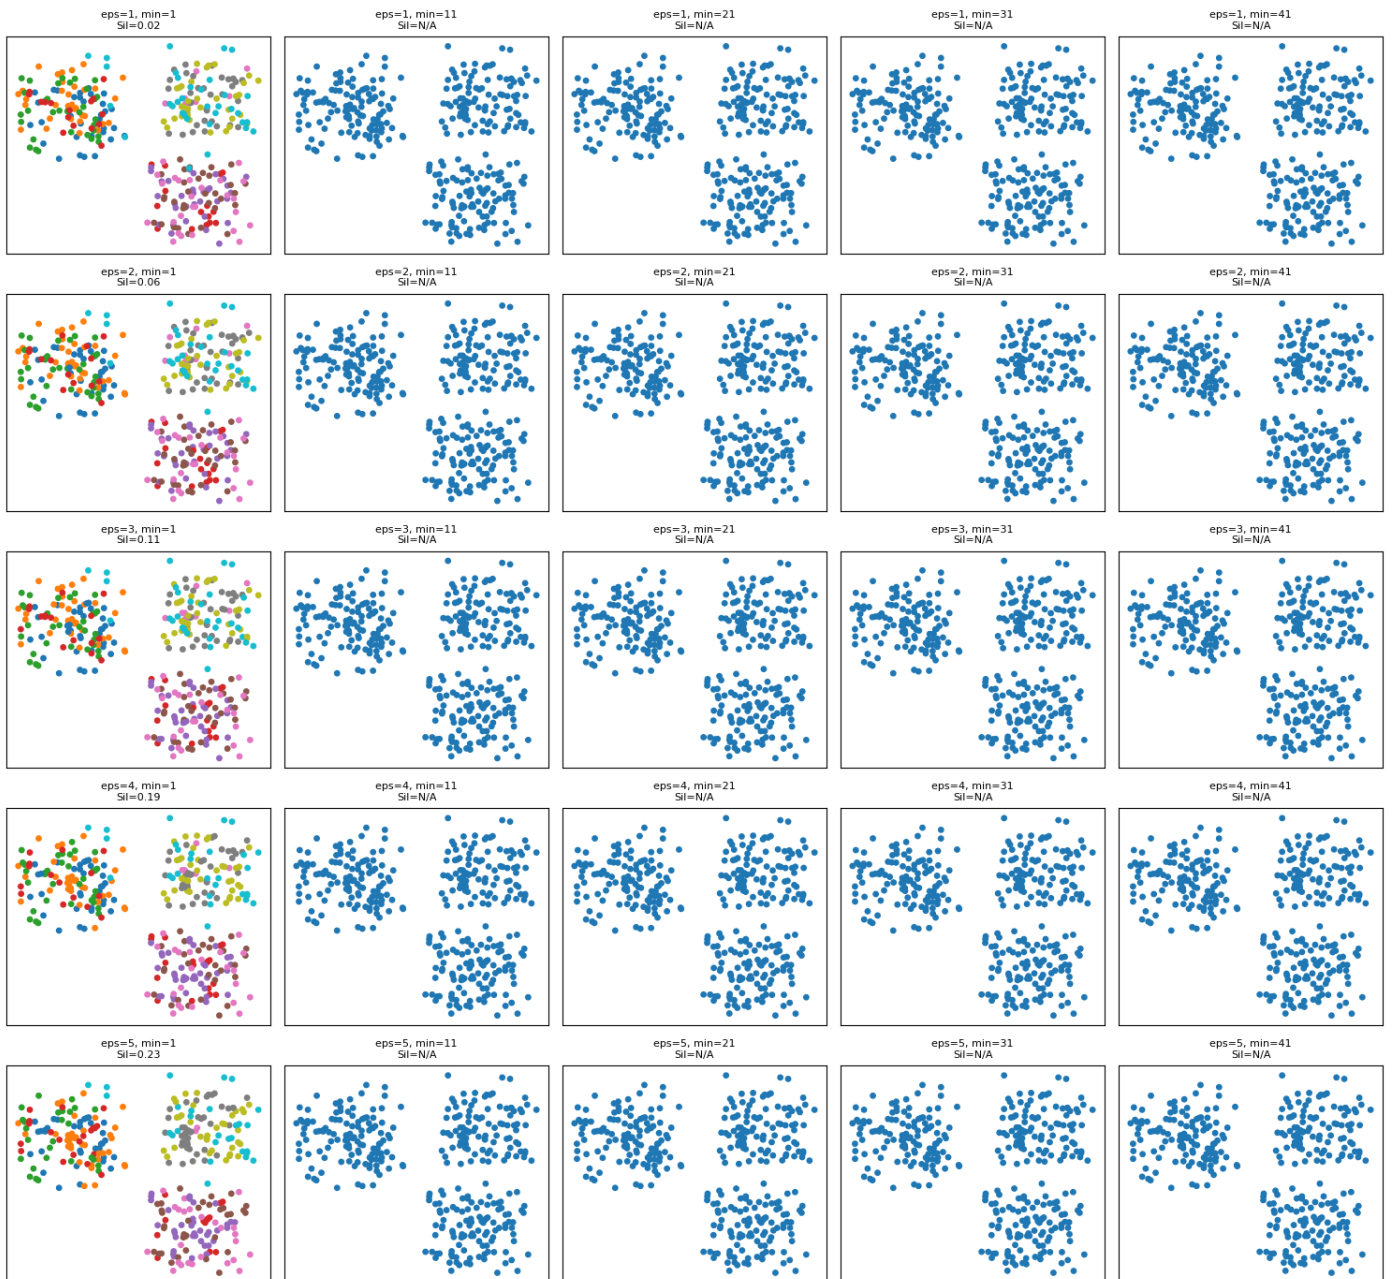 eps=1, min=1
Sil=0.02
eps=1, min=11
Sil=N/A
eps=1, min=21
Sil=N/A
eps=1, min=31
Sil=N/A
eps=1, min=41
Sil=N/A
eps=2, min=1
Sil=0.06
eps=2, min=11
Sil=N/A
eps=2, min=21
Sil=N/A
eps=2, min=31
Sil=N/A
eps=2, min=41
Sil=N/A
eps=3, min=1
Sil=0.11
eps=3, min=11
Sil=N/A
eps=3, min=21
Sil=N/A
eps=3, min=31
Sil=N/A
eps=3, min=41
Sil=N/A
eps=4, min=1
Sil=0.19
eps=4, min=11
Sil=N/A
eps=4, min=21
Sil=N/A
eps=4, min=31
Sil=N/A
eps=4, min=41
Sil=N/A
eps=5, min=1
Sil=0.23
eps=5, min=11
Sil=N/A
eps=5, min=21
Sil=N/A
eps=5, min=31
Sil=N/A
eps=5, min=41
Sil=N/A